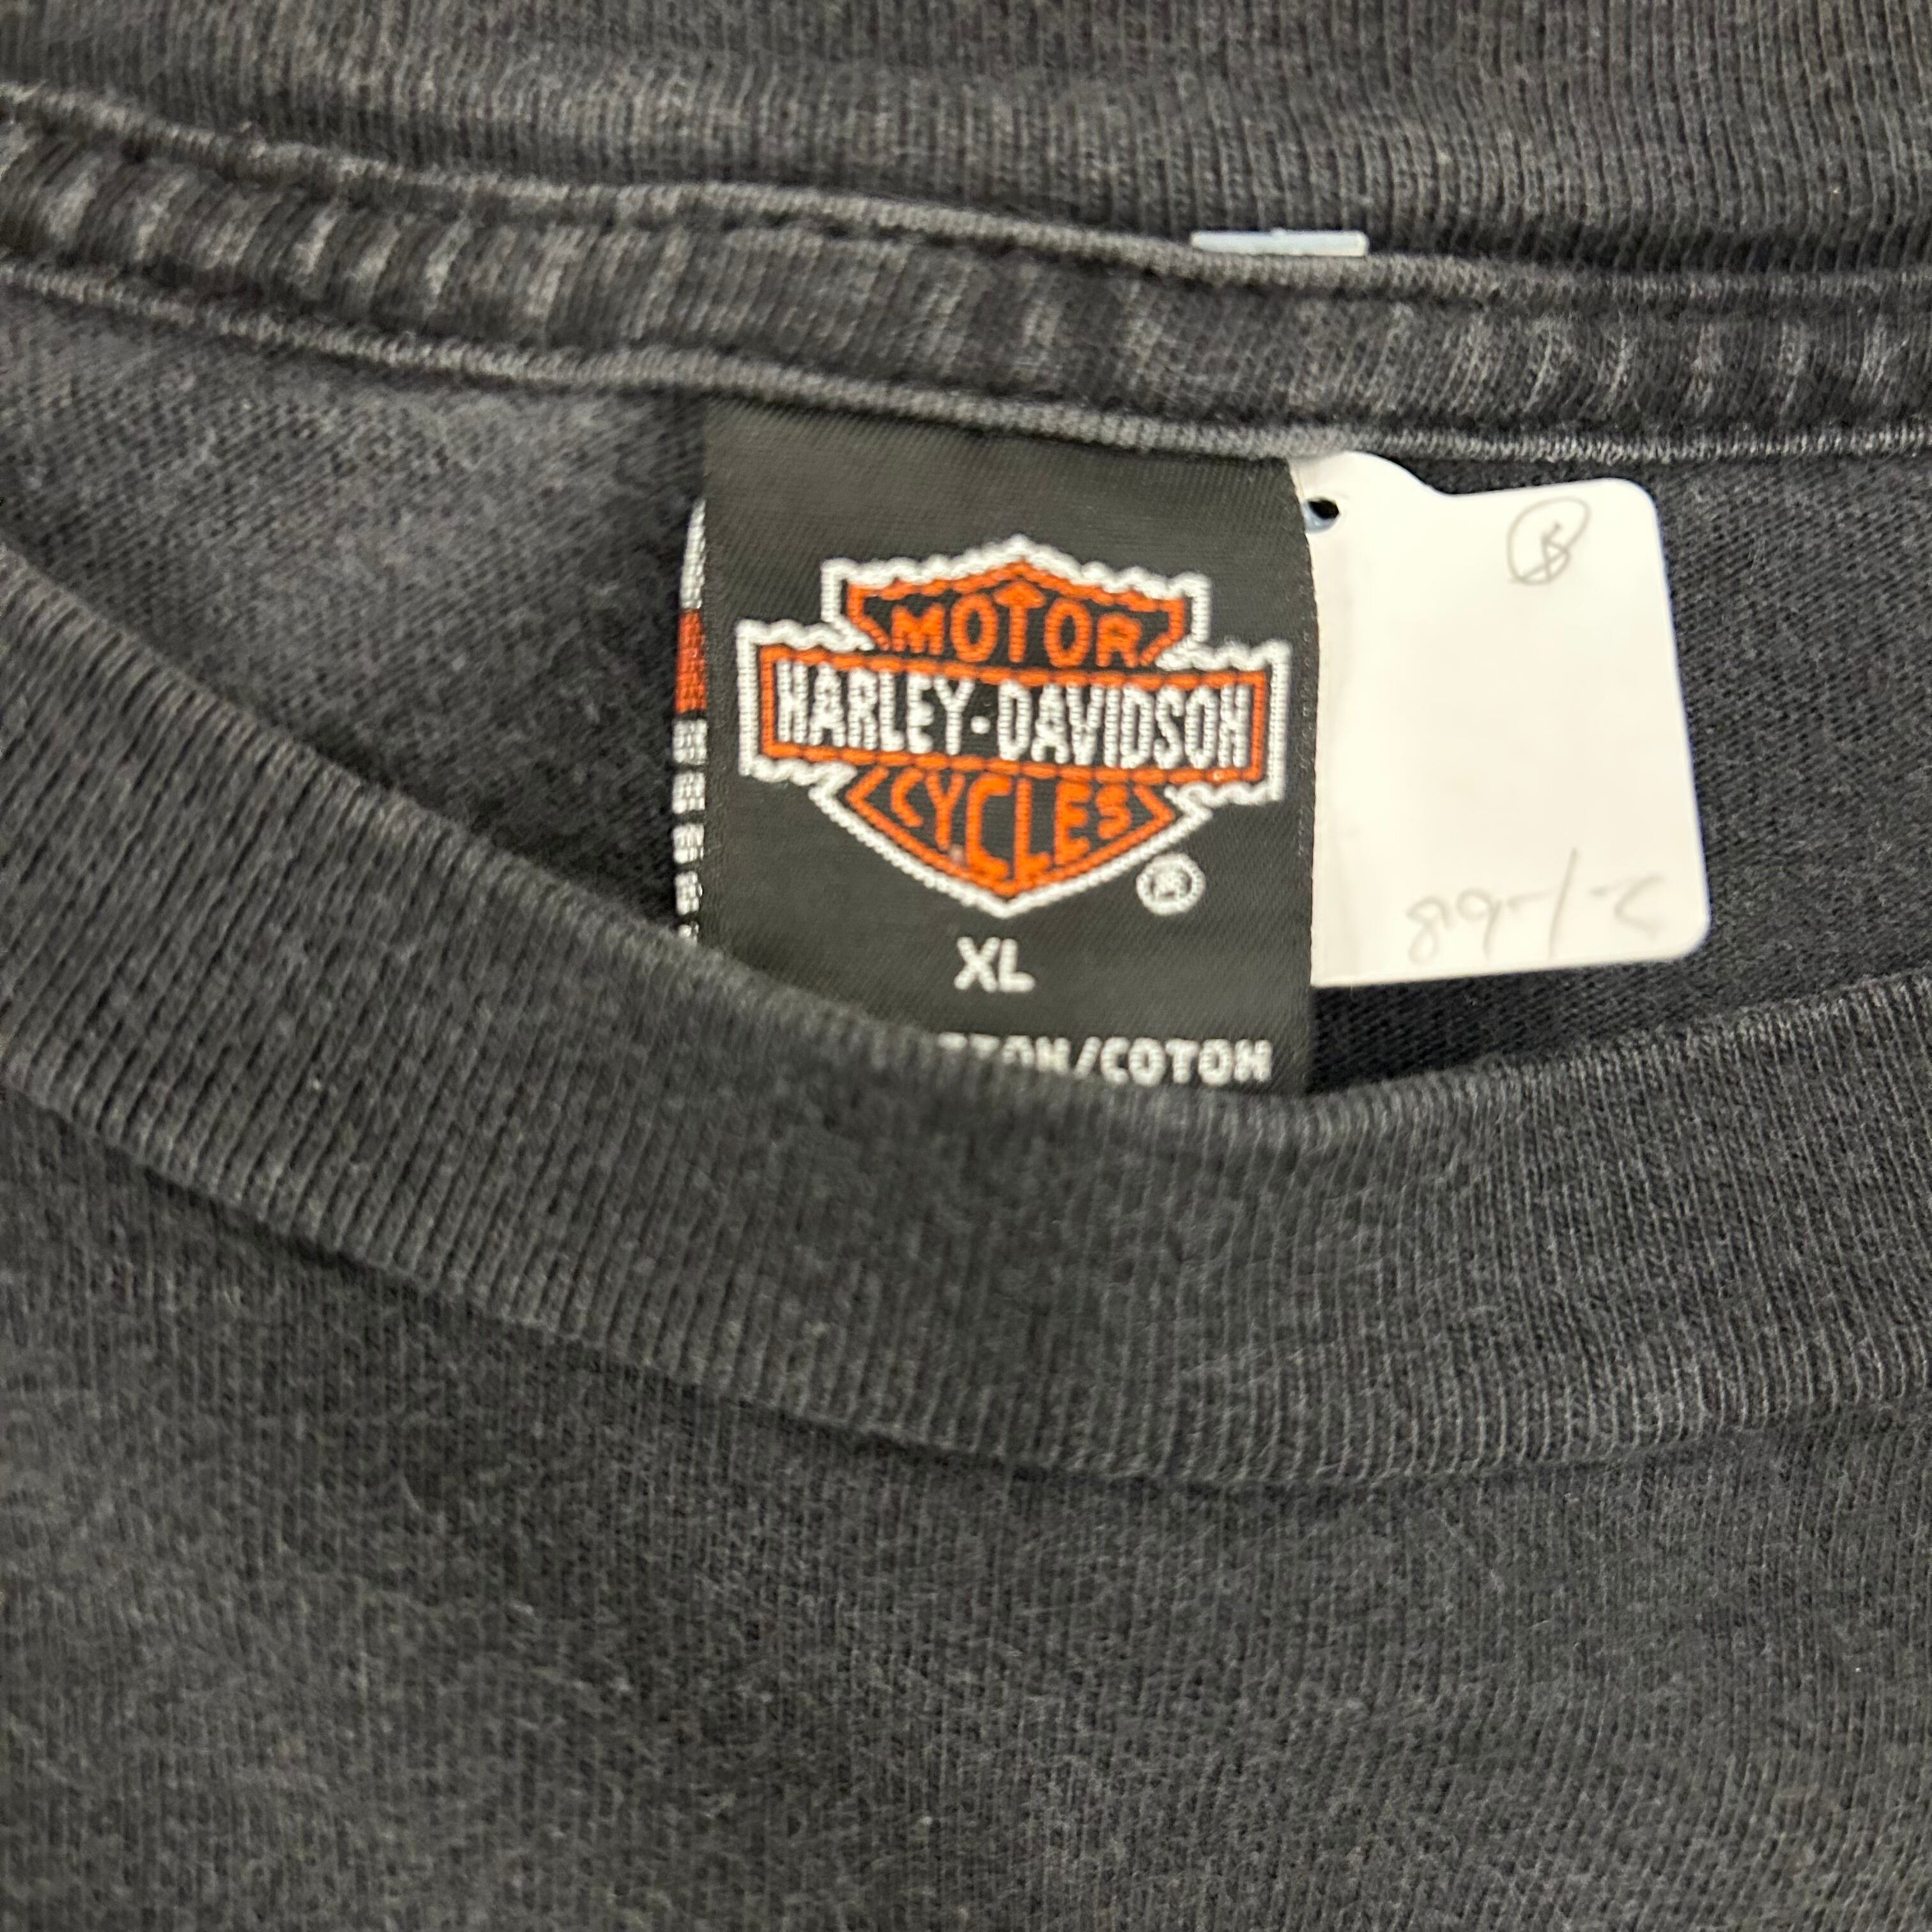 MOTOR
HARLEY-DAVIDSON
CYCLES
®
XL
/COTON